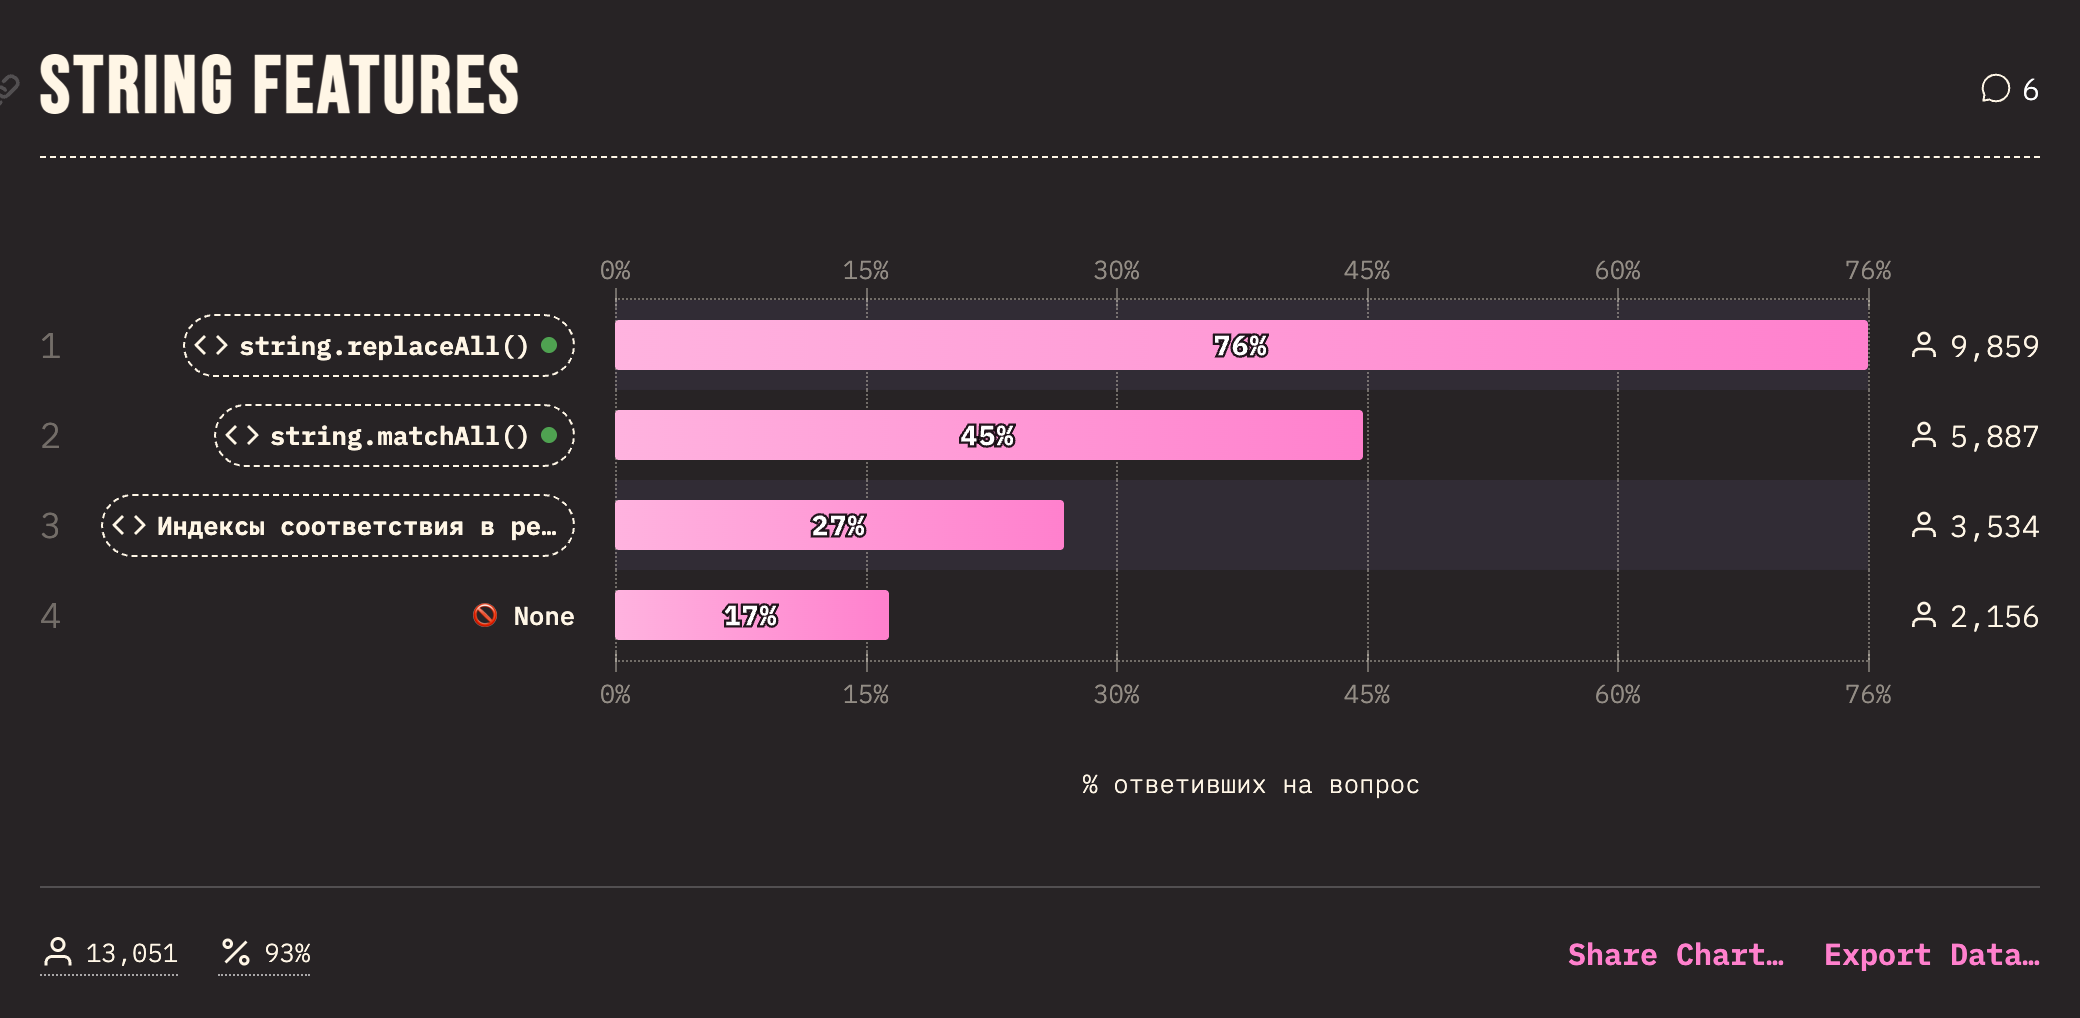 STRING FEATURES
6
0% 15% 30% 45% 60% 76%
1 <> string.replaceAll() 76% 9,859
2 <> string.matchAll() 45% 5,887
3 <> Индексы соответствия в ре… 27% 3,534
4 None 17% 2,156
0% 15% 30% 45% 60% 76%
% ответивших на вопрос
13,051 % 93% Share Chart… Export Data…